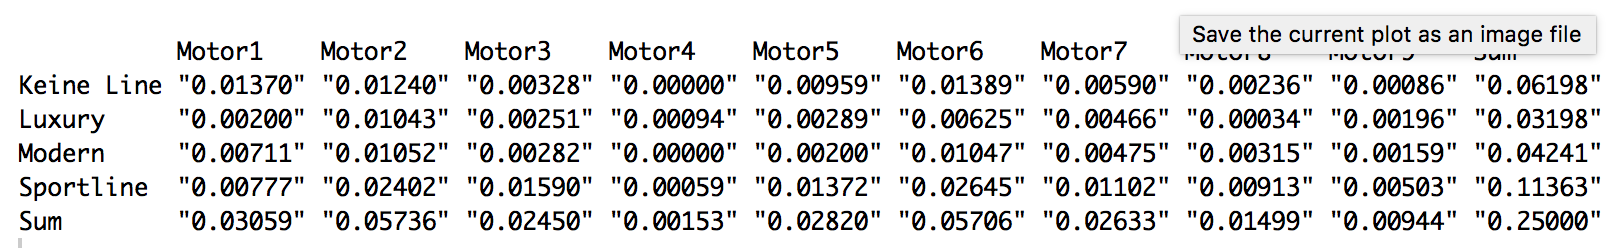 Save the current plot as an image file
Motor1 Motor2 Motor3 Motor4 Motor5 Motor6 Motor7
Keine Line "0.01370" "0.01240" "0.00328" "0.00000" "0.00959" "0.01389" "0.00590" "0.00236" "0.00086" "0.06198"
Luxury "0.00200" "0.01043" "0.00251" "0.00094" "0.00289" "0.00625" "0.00466" "0.00034" "0.00196" "0.03198"
Modern "0.00711" "0.01052" "0.00282" "0.00000" "0.00200" "0.01047" "0.00475" "0.00315" "0.00159" "0.04241"
Sportline "0.00777" "0.02402" "0.01590" "0.00059" "0.01372" "0.02645" "0.01102" "0.00913" "0.00503" "0.11363"
Sum "0.03059" "0.05736" "0.02450" "0.00153" "0.02820" "0.05706" "0.02633" "0.01499" "0.00944" "0.25000"